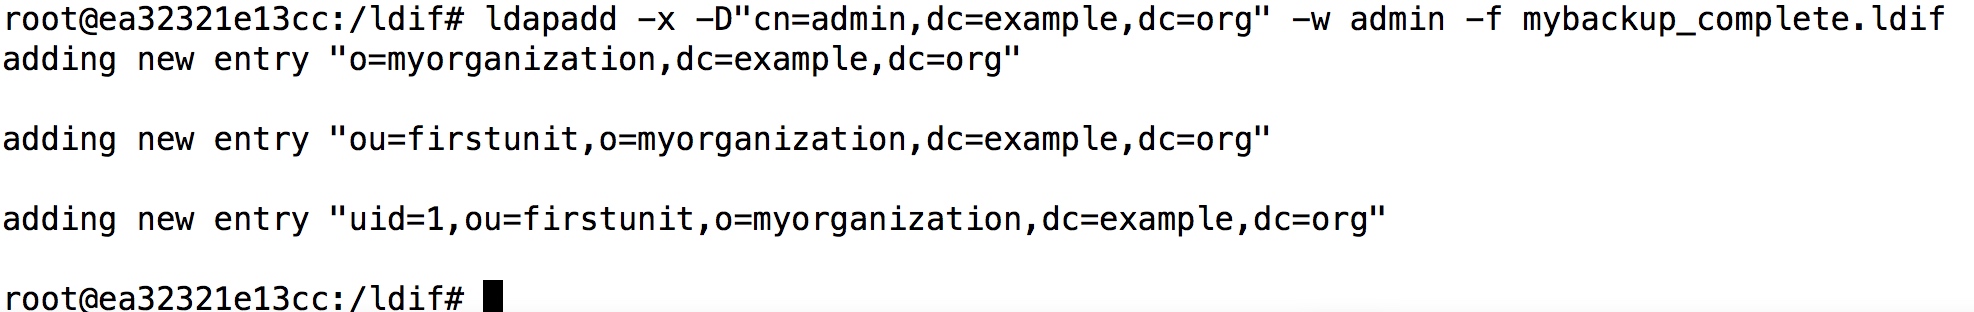 root@ea32321e13cc:/ldif# ldapadd -x -D"cn=admin,dc=example,dc=org" -w admin -f mybackup_complete.ldif
adding new entry "o=myorganization,dc=example,dc=org"
adding new entry "ou=firstunit,o=myorganization,dc=example,dc=org"
adding new entry "uid=1,ou=firstunit,o=myorganization,dc=example,dc=org"
root@ea32321e13cc:/ldif#